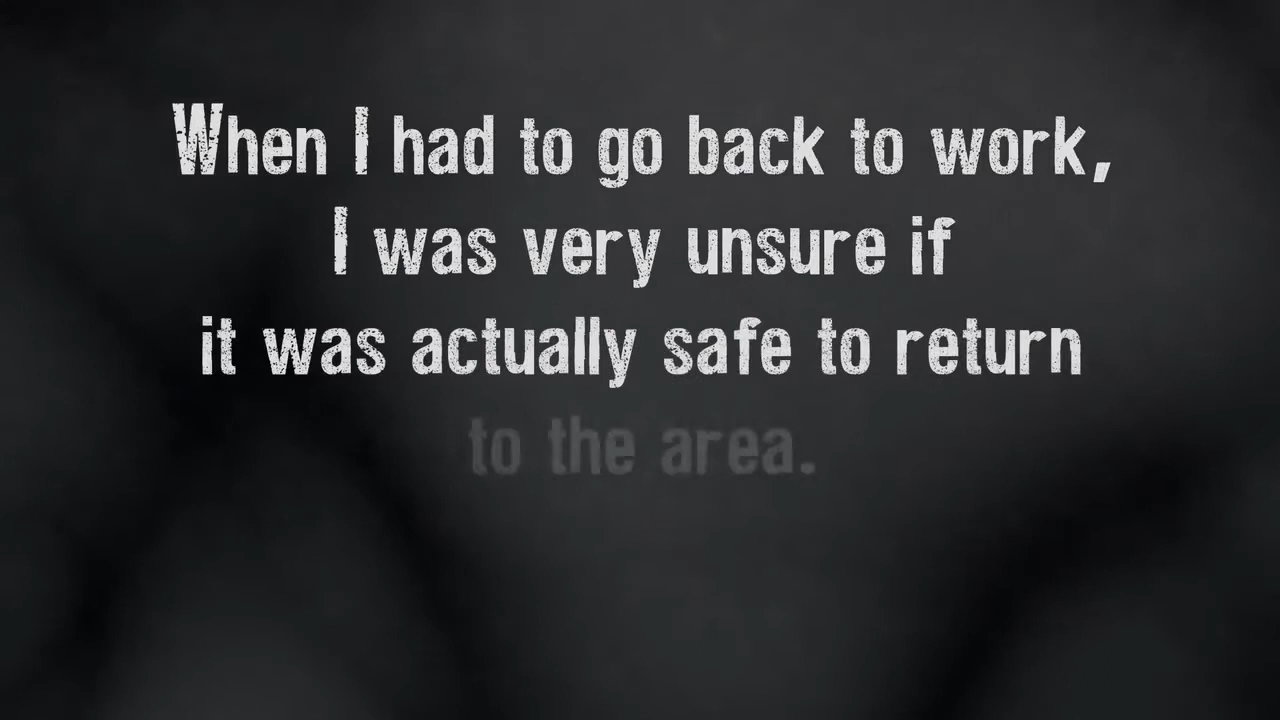 When I had to go back to work,
I was very unsure if
it was actually safe to return
to the area.